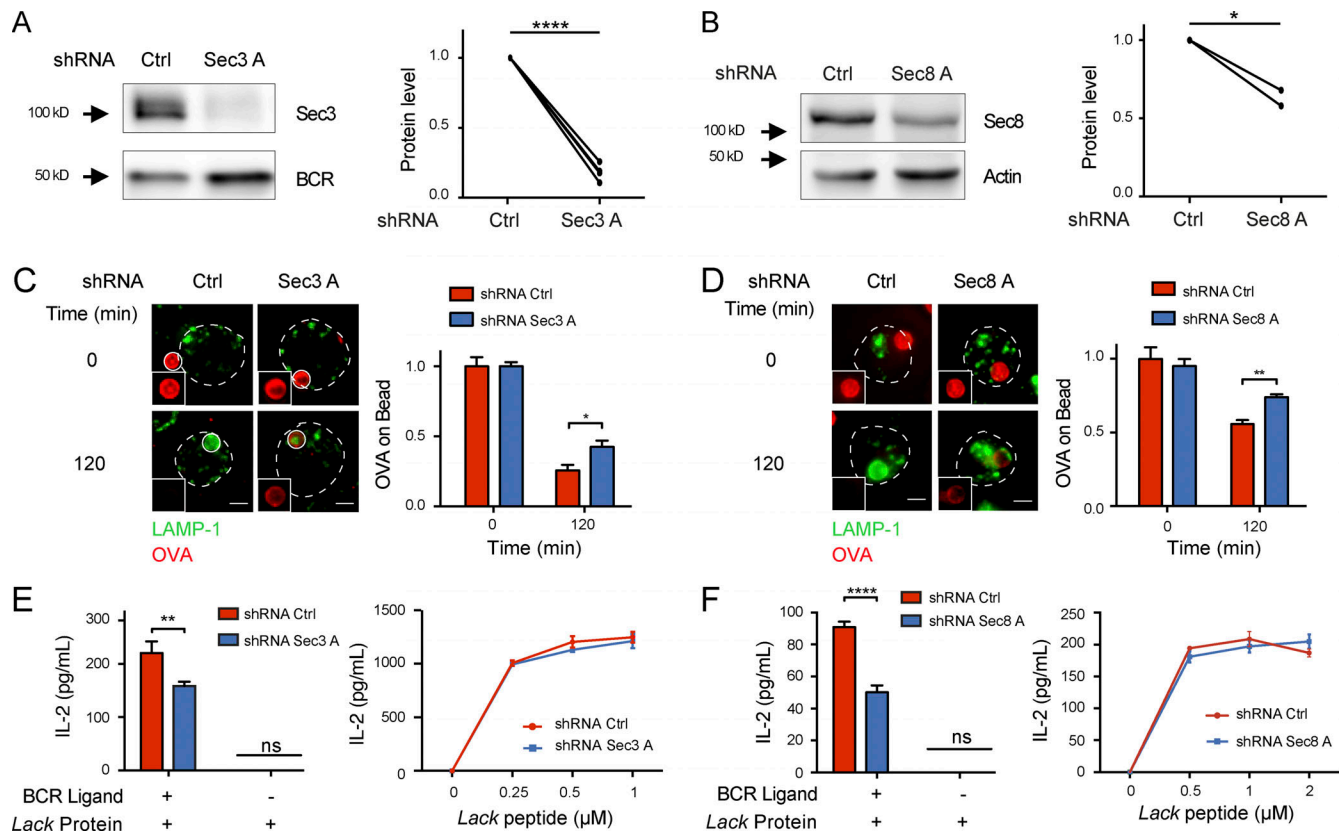 A
shRNA Ctrl Sec3 A
100 kD Sec3
50 kD BCR
****
1.0
0.5
1.0
Protein level
shRNA Ctrl Sec3 A
B
shRNA Ctrl Sec8 A
100 kD Sec8
50 kD Actin
*
1.0
0.5
1.0
Protein level
shRNA Ctrl Sec8 A
C
shRNA Ctrl Sec3 A
Time (min)
0
120
LAMP-1
OVA
shRNA Ctrl
shRNA Sec3 A
OVA on Bead
1.0
0.5
0.0
*
0 120
Time (min)
D
shRNA Ctrl Sec8 A
Time (min)
0
120
LAMP-1
OVA
shRNA Ctrl
shRNA Sec8 A
OVA on Bead
1.0
0.5
0.0
**
0 120
Time (min)
E
IL-2 (pg/mL)
300
200
100
0
**
ns
shRNA Ctrl
shRNA Sec3 A
BCR Ligand + -
Lack Protein + +
IL-2 (pg/mL)
1500
1000
500
0
shRNA Ctrl
shRNA Sec3 A
0 0.25 0.5 1
Lack peptide (µM)
F
IL-2 (pg/mL)
100
80
60
40
20
0
****
ns
shRNA Ctrl
shRNA Sec8 A
BCR Ligand + -
Lack Protein + +
IL-2 (pg/mL)
250
200
150
100
50
0
shRNA Ctrl
shRNA Sec8 A
0 0.5 1 2
Lack peptide (µM)